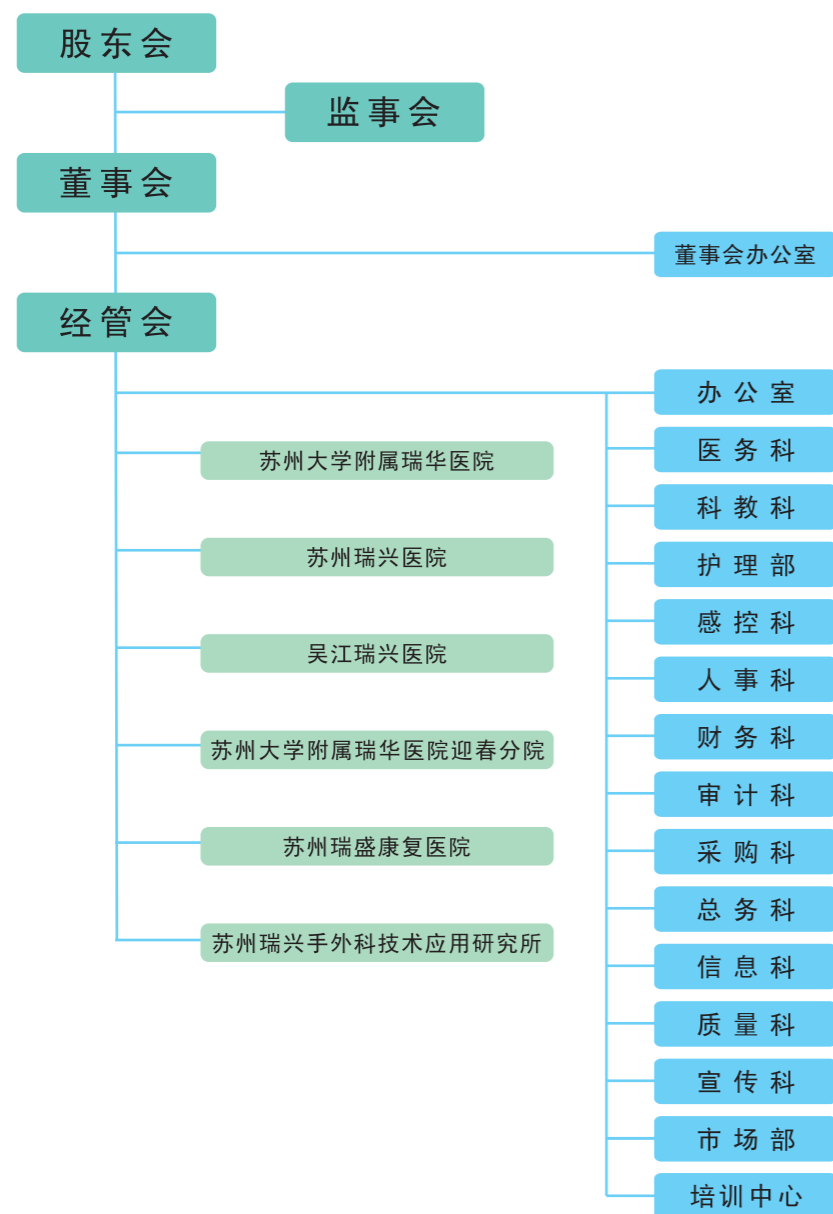 股东会
监事会
董事会
董事会办公室
经管会
办公室
医务科
科教科
护理部
感控科
人事科
财务科
审计科
采购科
总务科
信息科
质量科
宣传科
市场部
培训中心
苏州大学附属瑞华医院
苏州瑞兴医院
吴江瑞兴医院
苏州大学附属瑞华医院迎春分院
苏州瑞盛康复医院
苏州瑞兴手外科技术应用研究所